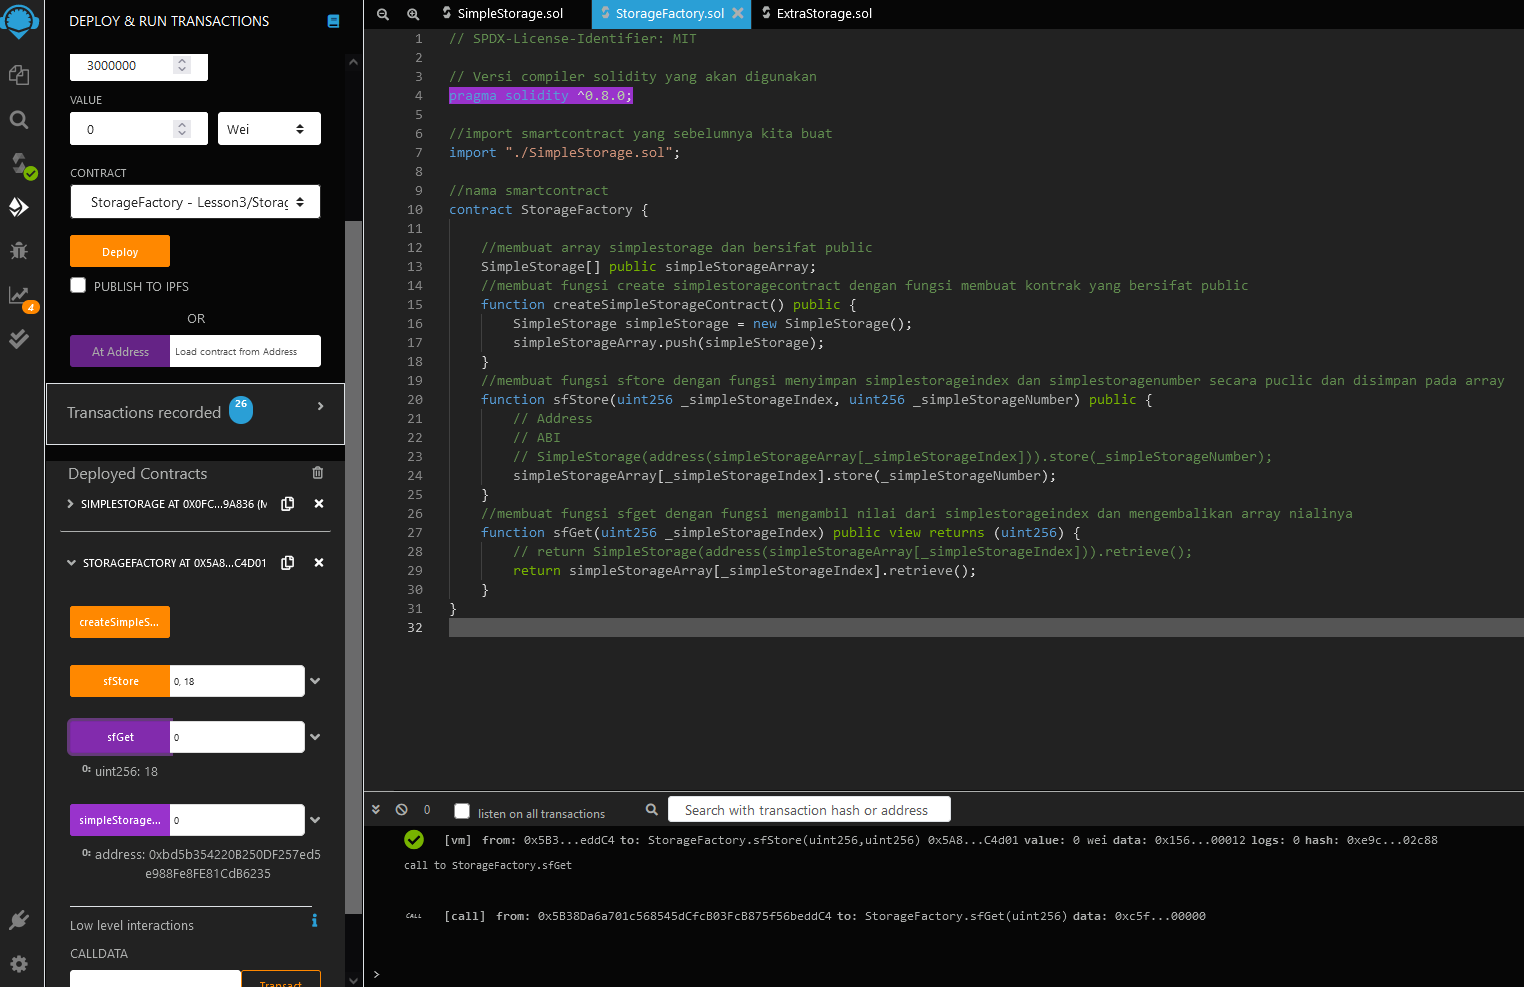 DEPLOY & RUN TRANSACTIONS
3000000
VALUE
0
Wei
CONTRACT
StorageFactory - Lesson3/Storag
Deploy
PUBLISH TO IPFS
OR
At Address
Load contract from Address
Transactions recorded 26
Deployed Contracts
SIMPLESTORAGE AT 0X0FC...9A836 (M
STORAGEFACTORY AT 0X5A8...C4D01
createSimpleS...
sfStore
0, 18
sfGet
0
0: uint256: 18
simpleStorage...
0
0: address: 0xbd5b354220B250DF257ed5
e988Fe8FE81CdB6235
Low level interactions
CALLDATA
Transact
4
SimpleStorage.sol
StorageFactory.sol
ExtraStorage.sol
1 // SPDX-License-Identifier: MIT
2
3 // Versi compiler solidity yang akan digunakan
4 pragma solidity ^0.8.0;
5
6 //import smartcontract yang sebelumnya kita buat
7 import "./SimpleStorage.sol";
8
9 //nama smartcontract
10 contract StorageFactory {
11
12 //membuat array simplestorage dan bersifat public
13 SimpleStorage[] public simpleStorageArray;
14 //membuat fungsi create simplestoragecontract dengan fungsi membuat kontrak yang bersifat public
15 function createSimpleStorageContract() public {
16 SimpleStorage simpleStorage = new SimpleStorage();
17 simpleStorageArray.push(simpleStorage);
18 }
19 //membuat fungsi sftore dengan fungsi menyimpan simplestorageindex dan simplestoragenumber secara puclic dan disimpan pada array
20 function sfStore(uint256 _simpleStorageIndex, uint256 _simpleStorageNumber) public {
21 // Address
22 // ABI
23 // SimpleStorage(address(simpleStorageArray[_simpleStorageIndex])).store(_simpleStorageNumber);
24 simpleStorageArray[_simpleStorageIndex].store(_simpleStorageNumber);
25 }
26 //membuat fungsi sfget dengan fungsi mengambil nilai dari simplestorageindex dan mengembalikan array nialinya
27 function sfGet(uint256 _simpleStorageIndex) public view returns (uint256) {
28 // return SimpleStorage(address(simpleStorageArray[_simpleStorageIndex])).retrieve();
29 return simpleStorageArray[_simpleStorageIndex].retrieve();
30 }
31 }
32
0
listen on all transactions
Search with transaction hash or address
[vm] from: 0x5B3...eddC4 to: StorageFactory.sfStore(uint256,uint256) 0x5A8...C4d01 value: 0 wei data: 0x156...00012 logs: 0 hash: 0xe9c...02c88
call to StorageFactory.sfGet
CALL [call] from: 0x5B38Da6a701c568545dCfcB03FcB875f56beddC4 to: StorageFactory.sfGet(uint256) data: 0xc5f...00000
>